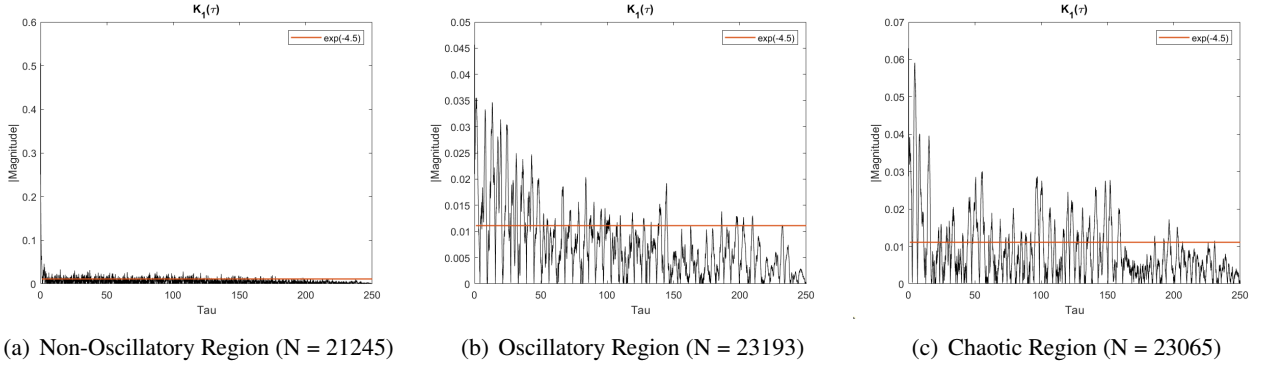 K1(τ)
0.6
0.5
0.4
0.3
0.2
0.1
0
|Magnitude|
exp(-4.5)
0 50 100 150 200 250
Tau
(a) Non-Oscillatory Region (N = 21245)
K1(τ)
0.05
0.045
0.04
0.035
0.03
0.025
0.02
0.015
0.01
0.005
0
|Magnitude|
exp(-4.5)
0 50 100 150 200 250
Tau
(b) Oscillatory Region (N = 23193)
K1(τ)
0.07
0.06
0.05
0.04
0.03
0.02
0.01
0
|Magnitude|
exp(-4.5)
0 50 100 150 200 250
Tau
.
(c) Chaotic Region (N = 23065)